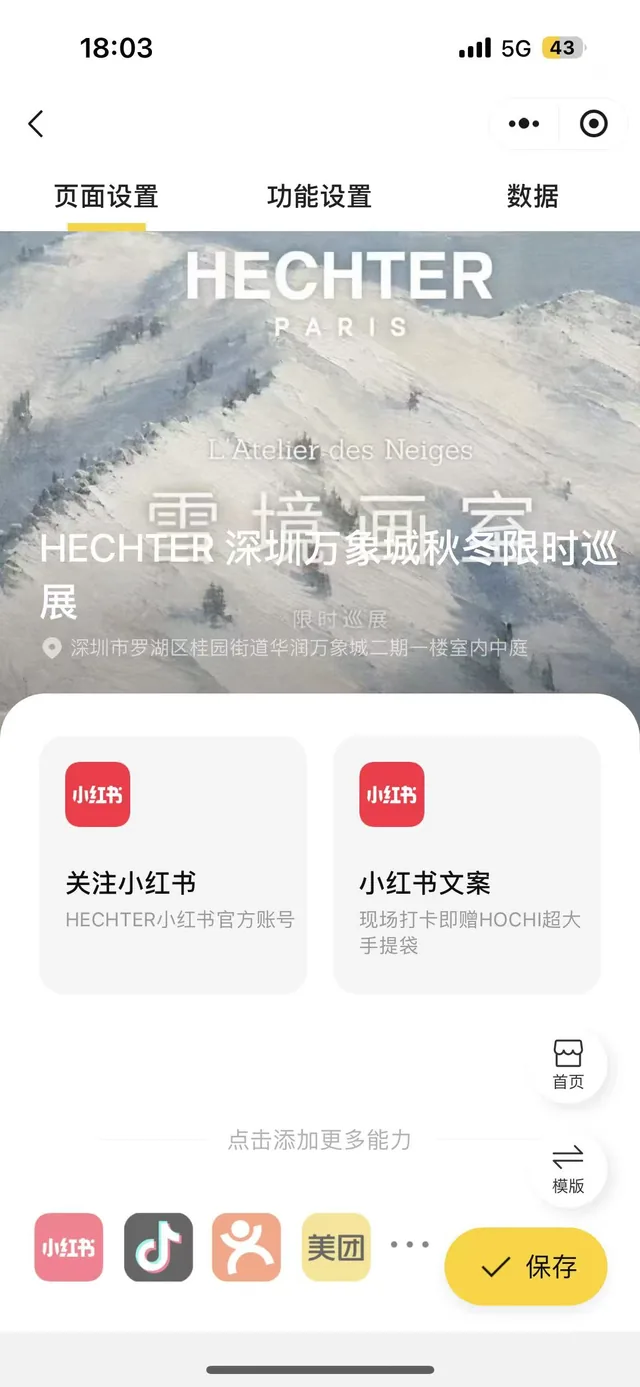 18:03
5G 43
页面设置 功能设置 数据
HECHTER
PARIS
L'Atelier des Neiges
雪境画室
HECHTER 深圳万象城秋冬限时巡
展
限时巡展
深圳市罗湖区桂园街道华润万象城二期一楼室内中庭
小红书 小红书
关注小红书 小红书文案
HECHTER小红书官方账号 现场打卡即赠HOCHI超大
手提袋
首页
点击添加更多能力
模版
小红书 美团 保存